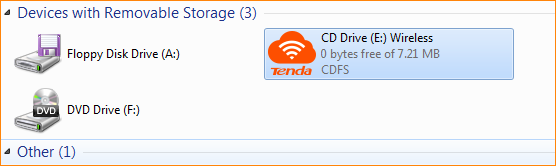 Devices with Removable Storage (3)
Floppy Disk Drive (A:)
CD Drive (E:) Wireless
0 bytes free of 7.21 MB
CDFS
Tenda
DVD
DVD Drive (F:)
Other (1)